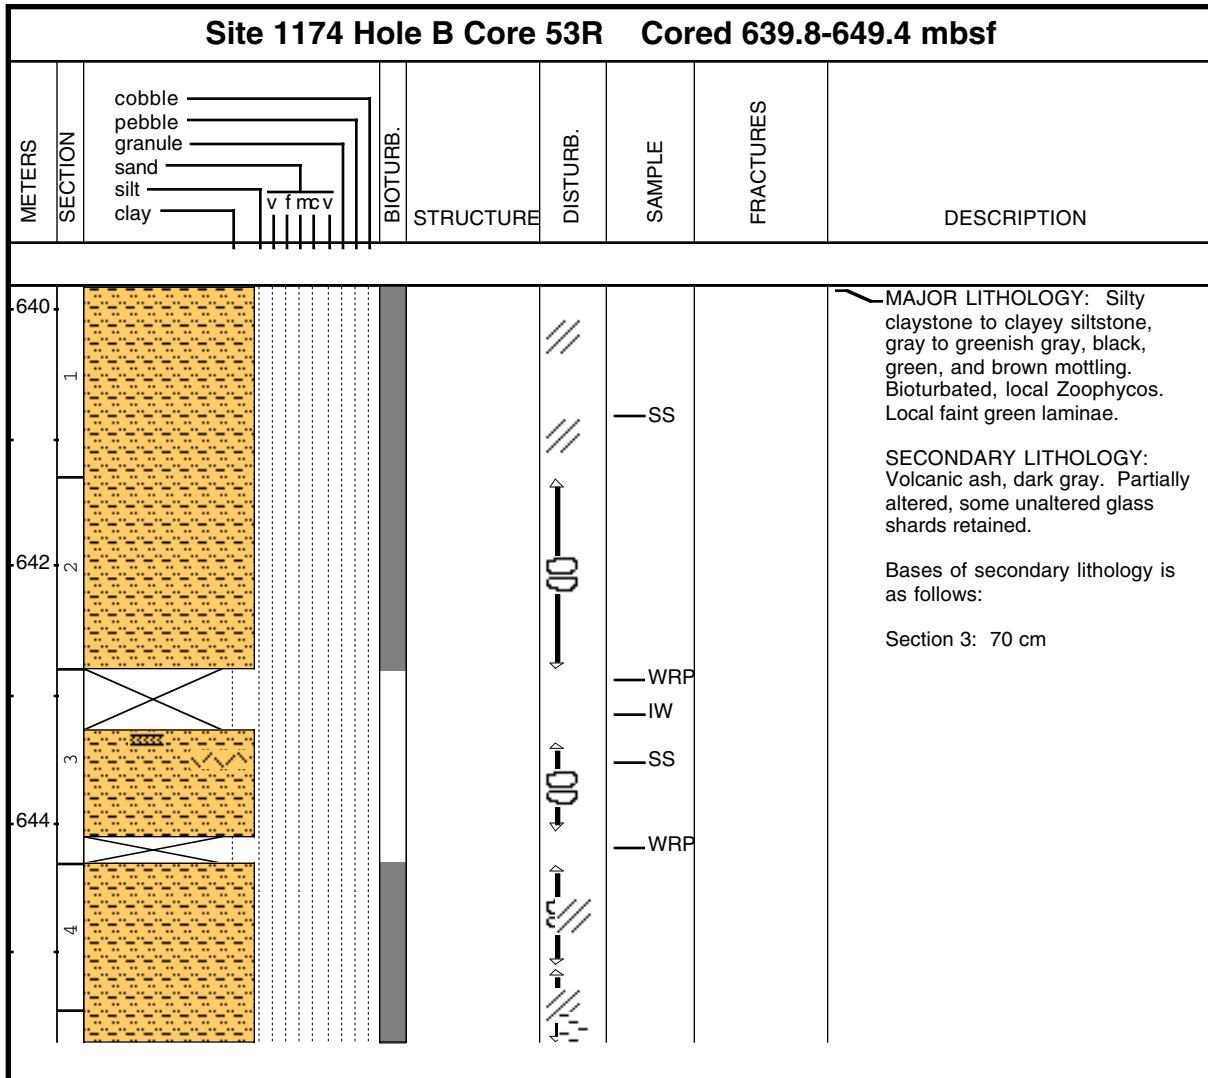 Site 1174 Hole B Core 53R Cored 639.8-649.4 mbsf
METERS
SECTION
cobble
pebble
granule
sand
silt
clay
v f m c v
BIOTURB.
STRUCTURE
DISTURB.
SAMPLE
FRACTURES
DESCRIPTION
640
642
644
1
2
3
4
SS
WRP
IW
SS
WRP
MAJOR LITHOLOGY: Silty
claystone to clayey siltstone,
gray to greenish gray, black,
green, and brown mottling.
Bioturbated, local Zoophycos.
Local faint green laminae.
SECONDARY LITHOLOGY:
Volcanic ash, dark gray. Partially
altered, some unaltered glass
shards retained.
Bases of secondary lithology is
as follows:
Section 3: 70 cm